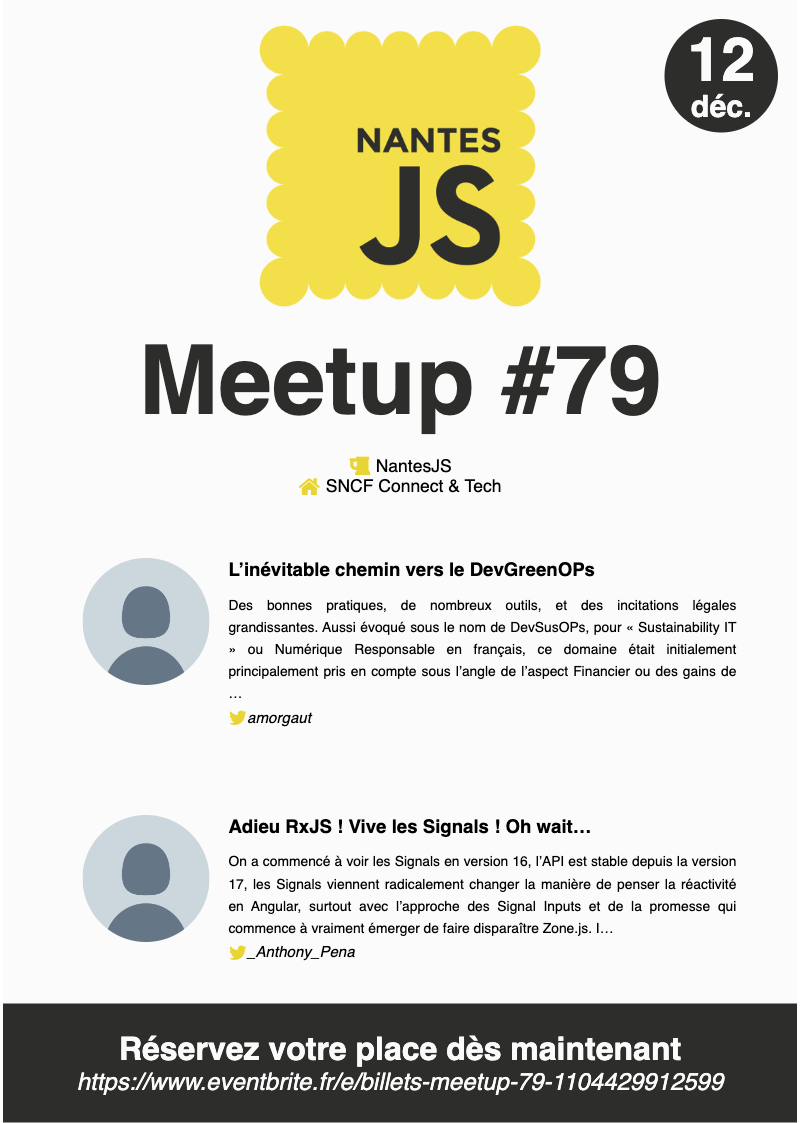 12
déc.
NANTES
JS
Meetup #79
NantesJS
SNCF Connect & Tech
L’inévitable chemin vers le DevGreenOPs
Des bonnes pratiques, de nombreux outils, et des incitations légales
grandissantes. Aussi évoqué sous le nom de DevSusOPs, pour « Sustainability IT
» ou Numérique Responsable en français, ce domaine était initialement
principalement pris en compte sous l’angle de l’aspect Financier ou des gains de
…
amorgaut
Adieu RxJS ! Vive les Signals ! Oh wait…
On a commencé à voir les Signals en version 16, l’API est stable depuis la version
17, les Signals viennent radicalement changer la manière de penser la réactivité
en Angular, surtout avec l’approche des Signal Inputs et de la promesse qui
commence à vraiment émerger de faire disparaître Zone.js. I…
_Anthony_Pena
Réservez votre place dès maintenant
https://www.eventbrite.fr/e/billets-meetup-79-1104429912599